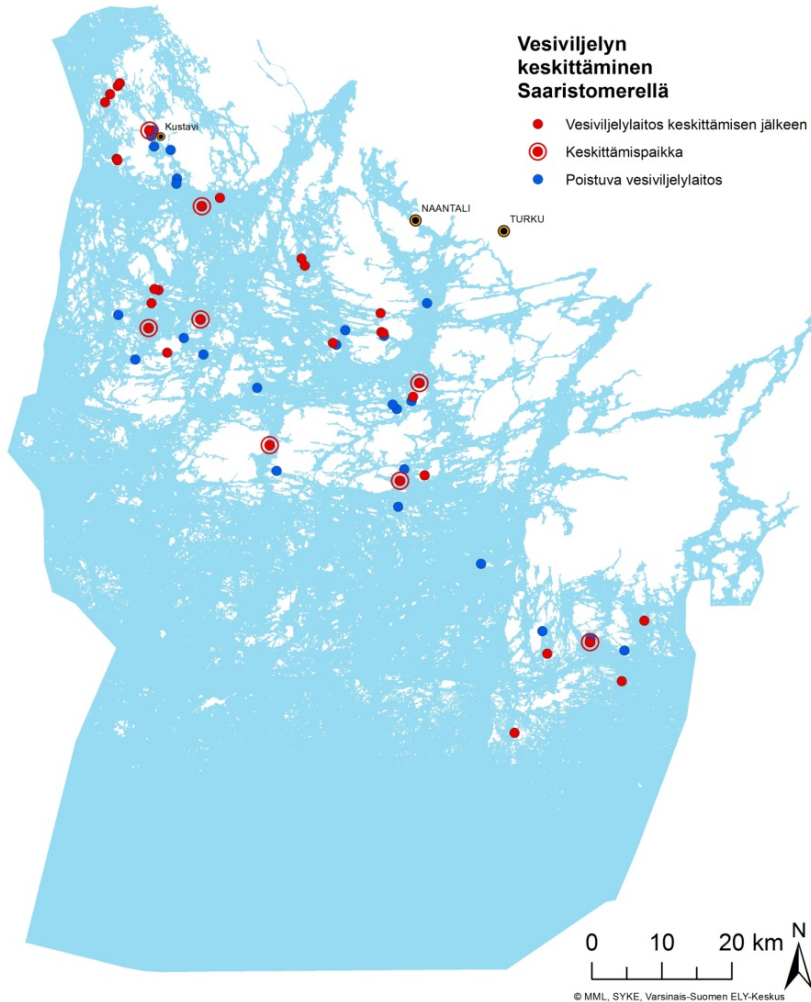 Vesiviljelyn
keskittäminen
Saaristomerellä
Vesiviljelylaitos keskittämisen jälkeen
Keskittämispaikka
Poistuva vesiviljelylaitos
Kustavi
NAANTALI
TURKU
N
0 10 20 km
© MML, SYKE, Varsinais-Suomen ELY-Keskus